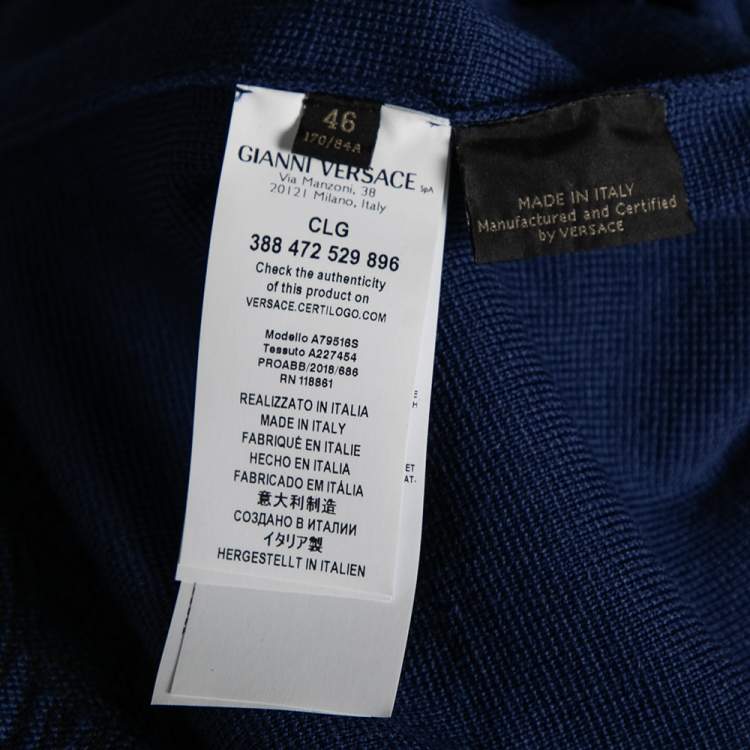 46
170/84A
GIANNI VERSACE SpA
Via Manzoni, 38
20121 Milano, Italy
CLG
388 472 529 896
Check the authenticity
of this product on
VERSACE.CERTILOGO.COM
Modello A79516S
Tessuto A227454
PROABB/2018/686
RN 118861
REALIZZATO IN ITALIA
MADE IN ITALY
FABRIQUÉ EN ITALIE
HECHO EN ITALIA
FABRICADO EM ITÁLIA
意大利制造
СОЗДАНО В ИТАЛИИ
イタリア製
HERGESTELLT IN ITALIEN
MADE IN ITALY
Manufactured and Certified
by VERSACE
E
H
ET
AT-